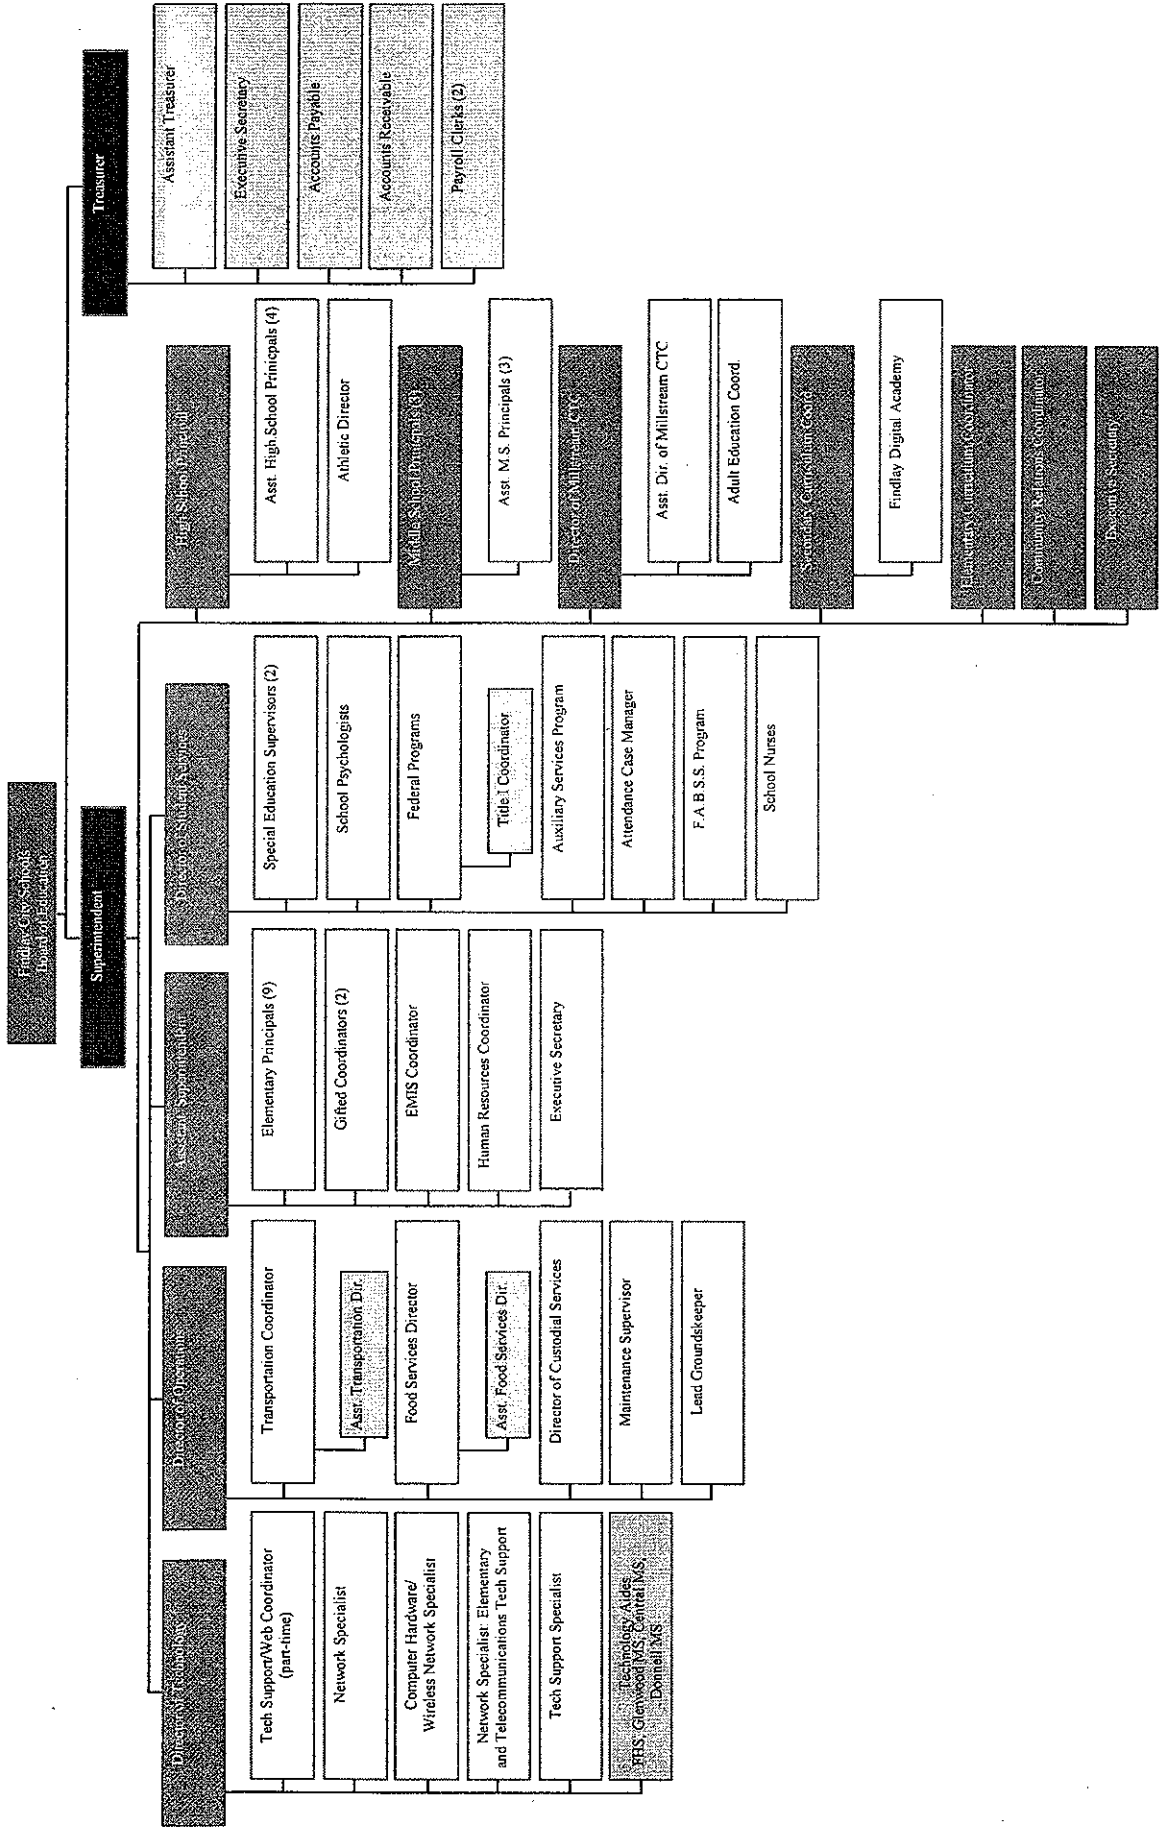 Findlay City Schools
Board of Education
Superintendent
Treasurer
Director of Technology
Tech Support/Web Coordinator
(part-time)
Network Specialist
Computer Hardware/
Wireless Network Specialist
Network Specialist: Elementary
and Telecommunications Tech Support
Tech Support Specialist
Technology Aides:
FHS, Glenwood MS, Central MS,
Donnell MS
Director of Operations
Transportation Coordinator
Asst. Transportation Dir.
Food Services Director
Asst. Food Services Dir.
Director of Custodial Services
Maintenance Supervisor
Lead Groundskeeper
Assistant Superintendent
Elementary Principals (9)
Gifted Coordinators (2)
EMIS Coordinator
Human Resources Coordinator
Executive Secretary
Director of Student Services
Special Education Supervisors (2)
School Psychologists
Federal Programs
Title I Coordinator
Auxiliary Services Program
Attendance Case Manager
F.A.B.S.S. Program
School Nurses
High School Principal
Asst. High School Prinicpals (4)
Athletic Director
Middle School Principals (3)
Asst. M.S. Principals (3)
Director of Millstream CTC
Asst. Dir. of Millstream CTC
Adult Education Coord.
Secondary Curriculum Coord.
Findlay Digital Academy
Elementary Curriculum Coordinator
Community Relations Coordinator
Executive Secretary
Assistant Treasurer
Executive Secretary
Accounts Payable
Accounts Receivable
Payroll Clerks (2)